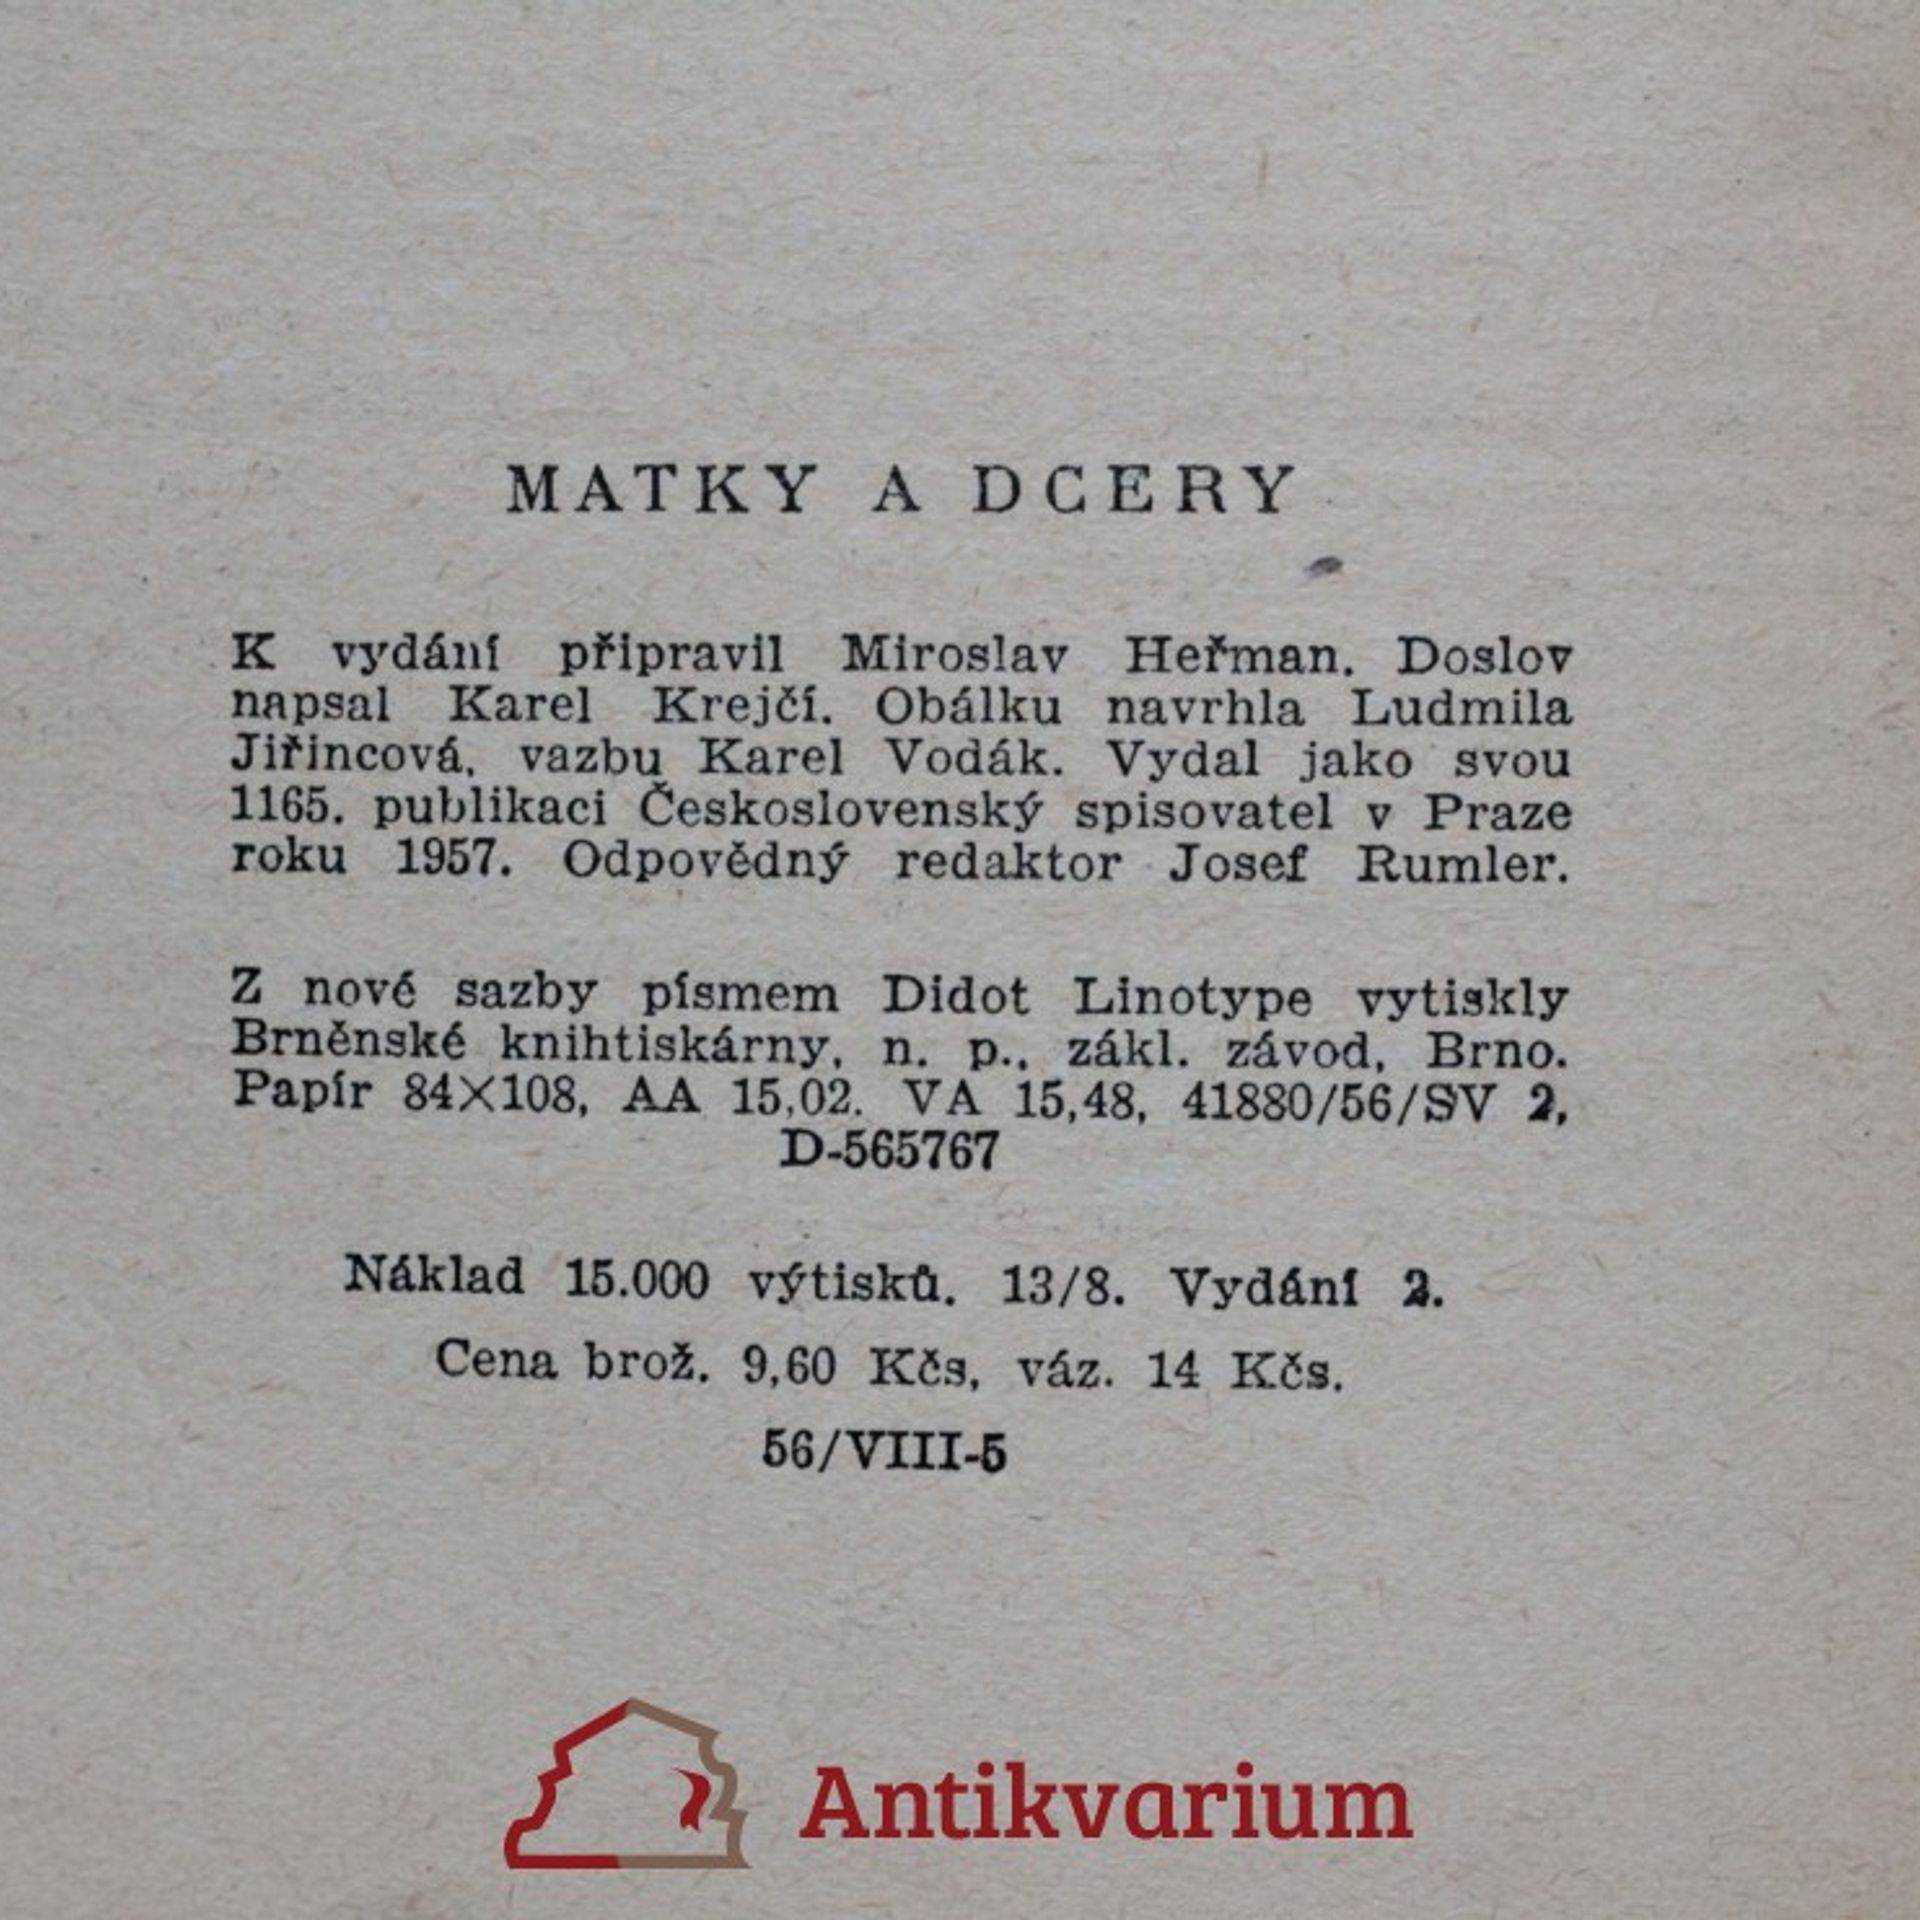 MATKY A DCERY
K vydání připravil Miroslav Heřman. Doslov
napsal Karel Krejčí. Obálku navrhla Ludmila
Jiřincová, vazbu Karel Vodák. Vydal jako svou
1165. publikaci Československý spisovatel v Praze
roku 1957. Odpovědný redaktor Josef Rumler.
Z nové sazby písmem Didot Linotype vytiskly
Brněnské knihtiskárny, n. p., zákl. závod, Brno.
Papír 84×108, AA 15,02. VA 15,48, 41880/56/SV 2,
D-565767
Náklad 15.000 výtisků. 13/8. Vydání 2.
Cena brož. 9,60 Kčs, váz. 14 Kčs.
56/VIII-5
Antikvarium